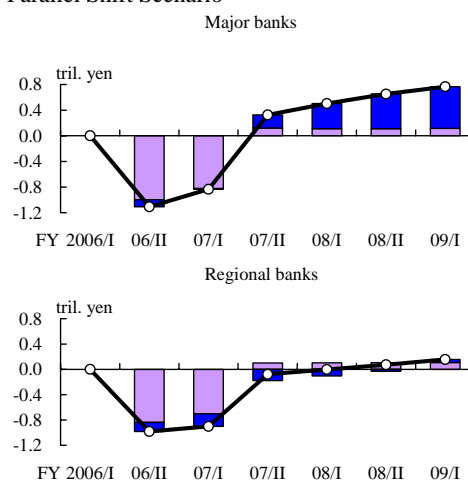 Parallel Shift Scenario
Major banks
tril. yen
0.8
0.4
0.0
-0.4
-0.8
-1.2
FY 2006/I 06/II 07/I 07/II 08/I 08/II 09/I
Regional banks
tril. yen
0.8
0.4
0.0
-0.4
-0.8
-1.2
FY 2006/I 06/II 07/I 07/II 08/I 08/II 09/I